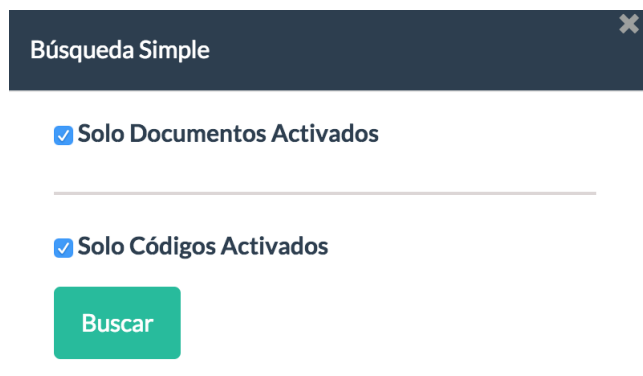 Búsqueda Simple
Solo Documentos Activados
Solo Códigos Activados
Buscar